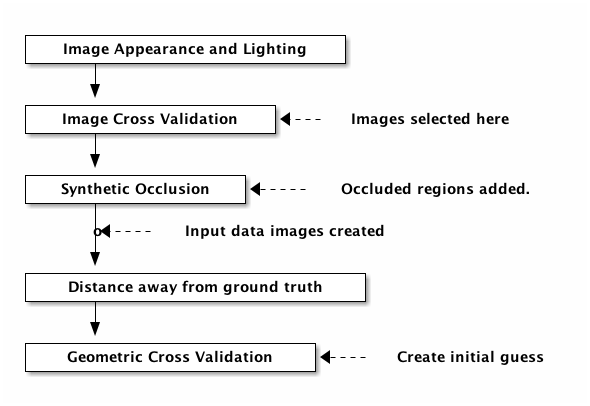 Image Appearance and Lighting
Image Cross Validation
Images selected here
Synthetic Occlusion
Occluded regions added.
Input data images created
Distance away from ground truth
Geometric Cross Validation
Create initial guess